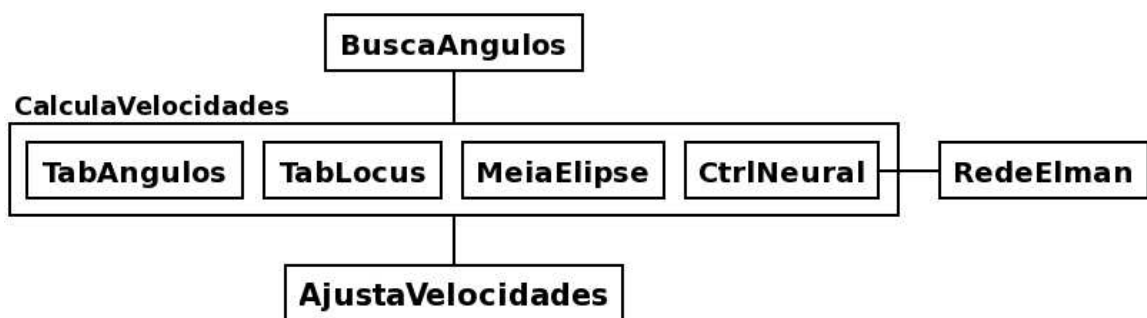 BuscaAngulos
CalculaVelocidades
TabAngulos TabLocus MeiaElipse CtrlNeural RedeElman
AjustaVelocidades